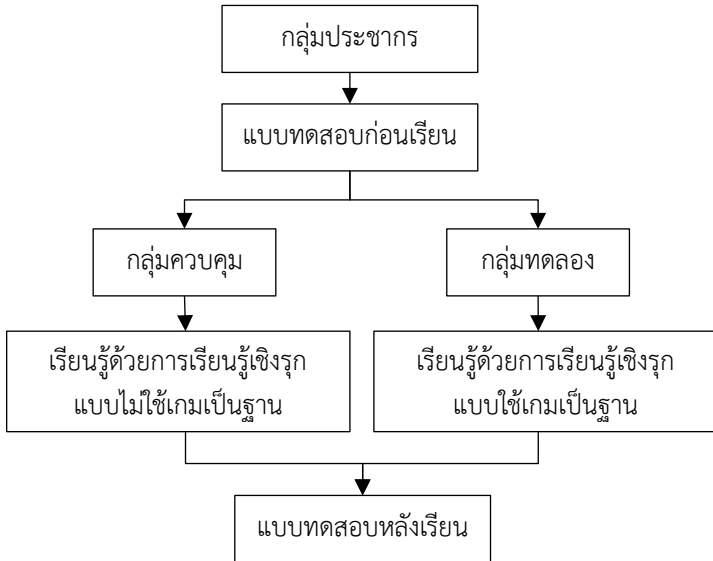 กลุ่มประชากร
แบบทดสอบก่อนเรียน
กลุ่มควบคุม
กลุ่มทดลอง
เรียนรู้ด้วยการเรียนรู้เชิงรุก
แบบไม่ใช้เกมเป็นฐาน
เรียนรู้ด้วยการเรียนรู้เชิงรุก
แบบใช้เกมเป็นฐาน
แบบทดสอบหลังเรียน